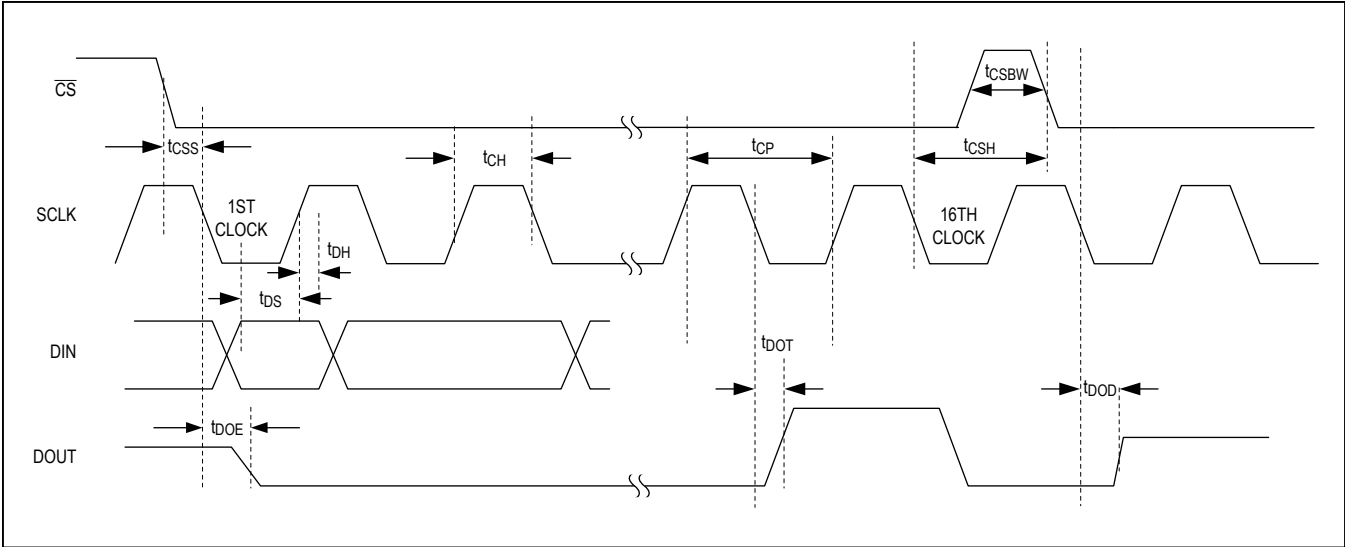 CS
tCSBW
tCSS
tCH
tCP
tCSH
SCLK
1ST
CLOCK
16TH
CLOCK
tDH
tDS
DIN
tDOT
tDOD
tDOE
DOUT